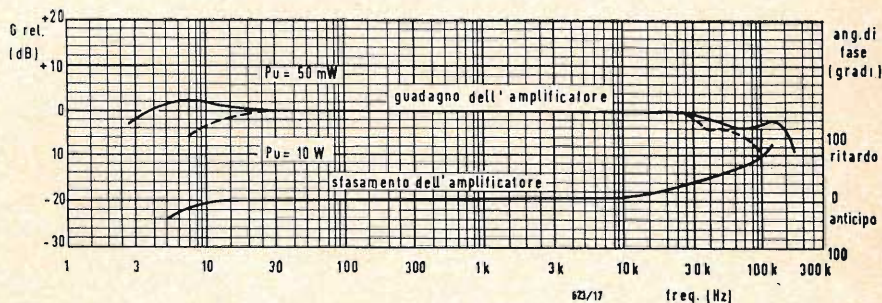 G rel.
(dB)
+20
+10
0
10
-20
-30
Pu = 50 mW
guadagno dell'amplificatore
Pu = 10 W
sfasamento dell'amplificatore
ang. di
fase
(gradi)
100
ritardo
0
anticipo
100
1 3 10 30 100 300 1k 3k 10k 30k 100k 300k
623/17 freq. (Hz)